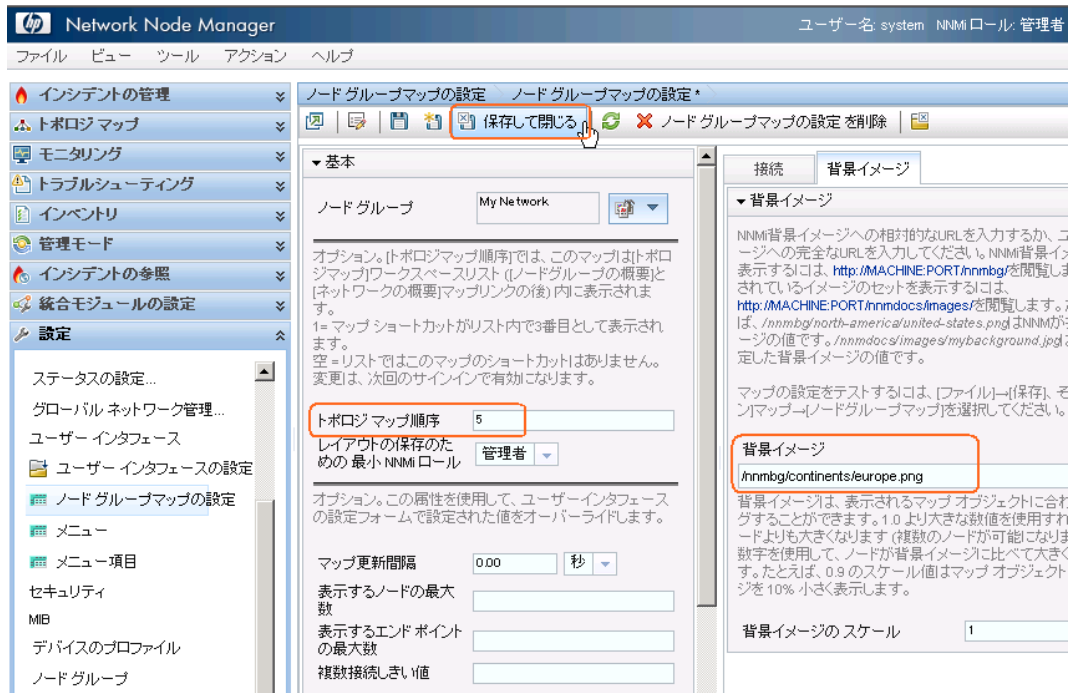 hp Network Node Manager
ユーザー名: system NNMi ロール: 管理者
ファイル ビュー ツール アクション ヘルプ
インシデントの管理
トポロジ マップ
モニタリング
トラブルシューティング
インベントリ
管理モード
インシデントの参照
統合モジュールの設定
設定
ステータスの設定...
グローバル ネットワーク管理...
ユーザー インタフェース
ユーザー インタフェースの設定
ノード グループマップの設定
メニュー
メニュー項目
セキュリティ
MIB
デバイスのプロファイル
ノード グループ
ノード グループマップの設定 ノード グループマップの設定 *
保存して閉じる ノード グループマップの設定 を削除
▼基本
ノード グループ My Network
オプション。[トポロジマップ順序]では、このマップは[トポロ
ジマップ]ワークスペースリスト ([ノードグループの概要]と
[ネットワークの概要]マップリンクの後) 内に表示されま
す。
1= マップ ショートカットがリスト内で3番目として表示され
ます。
空 = リストではこのマップのショートカットはありません。
変更は、次回のサインインで有効になります。
トポロジ マップ順序 5
レイアウトの保存のた
めの 最小 NNMi ロール 管理者
オプション。この属性を使用して、ユーザーインタフェース
の設定フォームで設定された値をオーバーライドします。
マップ更新間隔 0.00 秒
表示するノードの最大
数
表示するエンド ポイント
の最大数
複数接続しきい値
接続 背景イメージ
▼背景イメージ
NNMi背景イメージへの相対的なURLを入力するか、ユ
ージへの完全なURLを入力してください。NNMi背景イメ
表示するには、http://MACHINE:PORT/nnmbg/を閲覧しま
されているイメージのセットを表示するには、
http://MACHINE:PORT/nnmdocs/images/を閲覧します。
ば、/nnmbg/north-america/united-states.pngはNNMが
ージの値です。/nnmdocs/images/mybackground.jpgは
定した背景イメージの値です。
マップの設定をテストするには、[ファイル]→[保存]、そ
ン]マップ→[ノードグループマップ]を選択してください。
背景イメージ
/nnmbg/continents/europe.png
背景イメージは、表示されるマップ オブジェクトに合わ
グすることができます。1.0 より大きな数値を使用すれ
ードよりも大きくなります (複数のノードが可能になりま
数字を使用して、ノードが背景イメージに比べて大きく
す。たとえば、0.9 のスケール値はマップ オブジェクト
ジを 10% 小さく表示します。
背景イメージの スケール 1